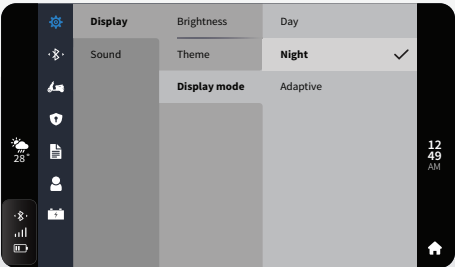 Display
Sound
Brightness
Theme
Display mode
Day
Night
Adaptive
28°
12
49
AM